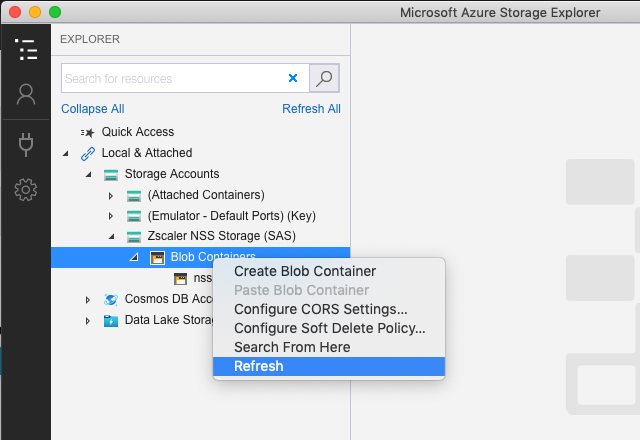 Microsoft Azure Storage Explorer
EXPLORER
Search for resources
Collapse All
Refresh All
Quick Access
Local & Attached
Storage Accounts
(Attached Containers)
(Emulator - Default Ports) (Key)
Zscaler NSS Storage (SAS)
Blob Containers
nss
Cosmos DB Acc
Data Lake Storag
Create Blob Container
Paste Blob Container
Configure CORS Settings...
Configure Soft Delete Policy...
Search From Here
Refresh